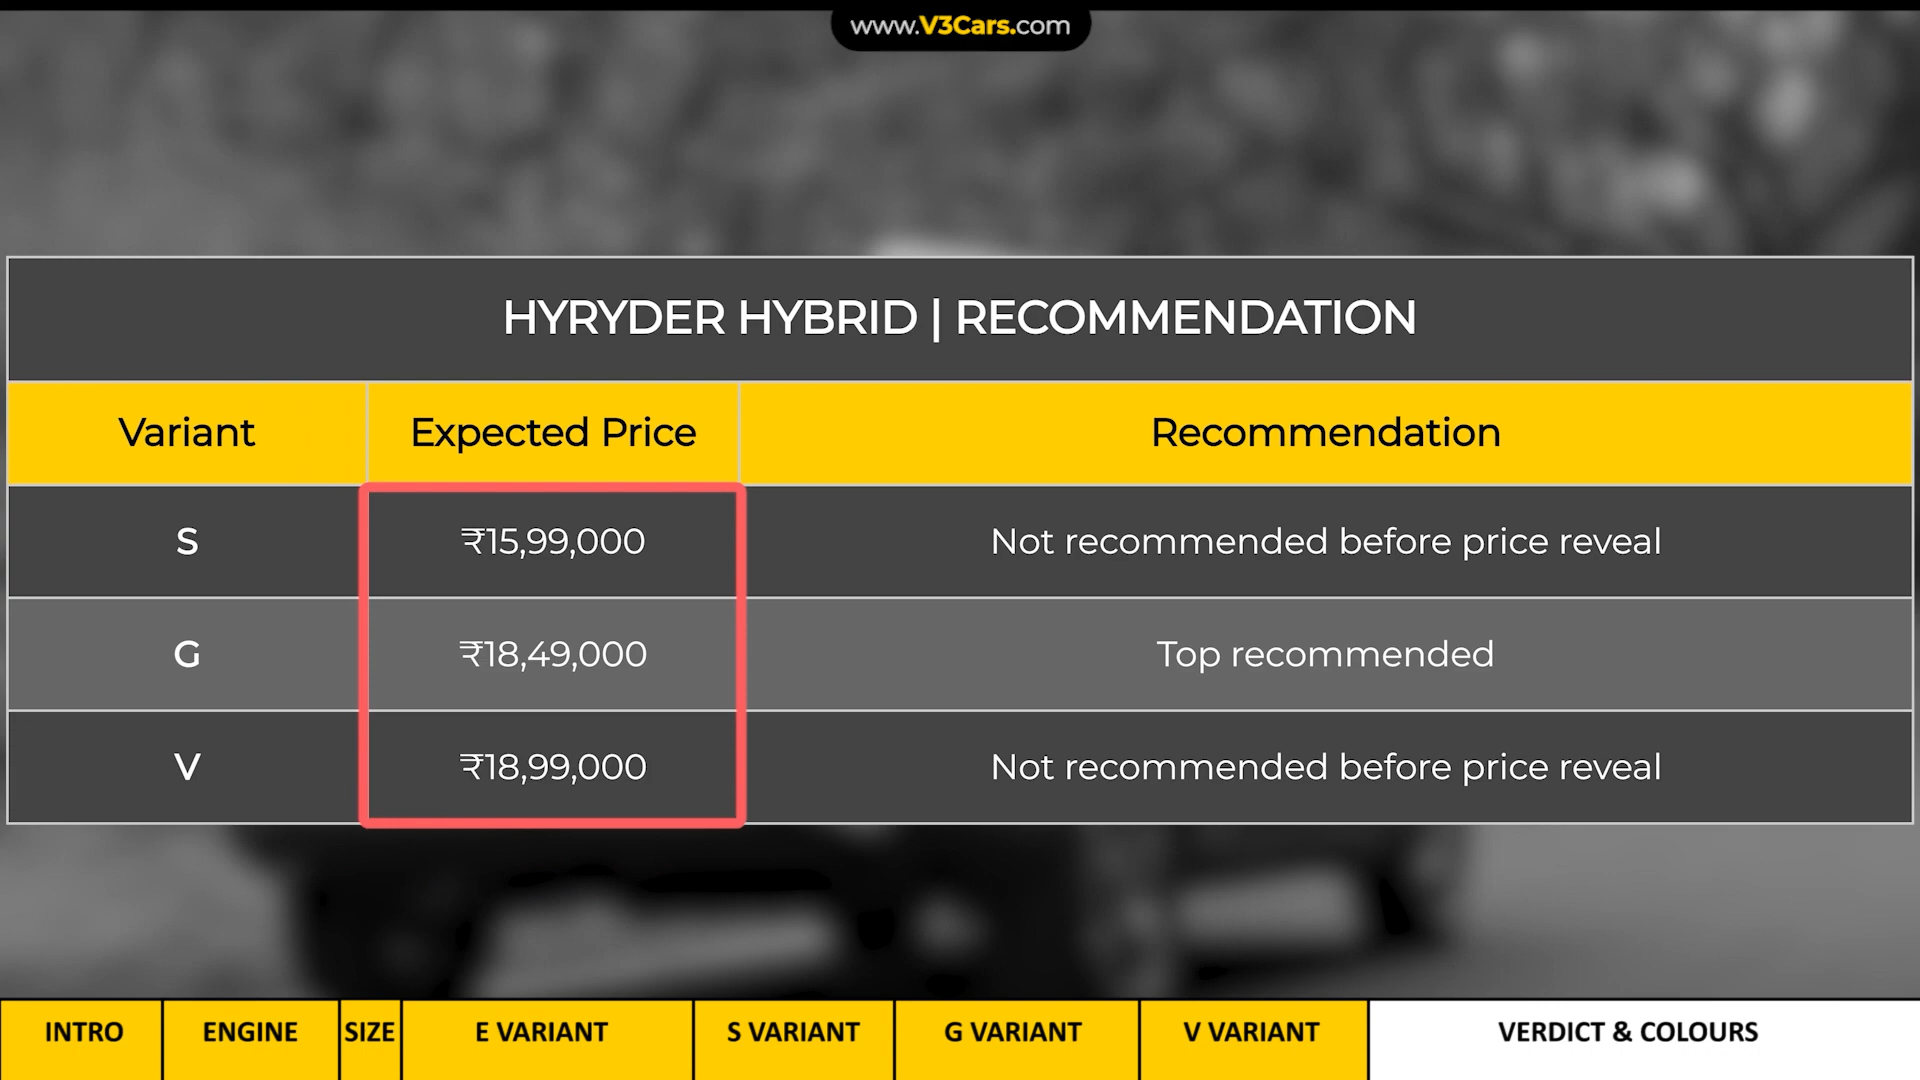 www.V3Cars.com
HYRYDER HYBRID | RECOMMENDATION
Variant Expected Price Recommendation
S ₹15,99,000 Not recommended before price reveal
G ₹18,49,000 Top recommended
V ₹18,99,000 Not recommended before price reveal
INTRO ENGINE SIZE E VARIANT S VARIANT G VARIANT V VARIANT VERDICT & COLOURS